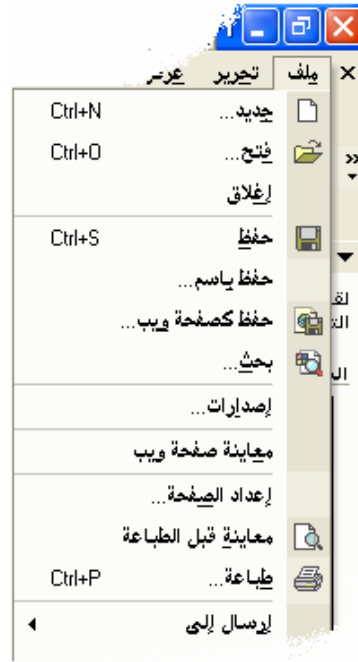 ملف تحرير عرض
جديد... Ctrl+N
فتح... Ctrl+O
إغلاق
حفظ Ctrl+S
حفظ باسم...
حفظ كصفحة ويب...
بحث...
إصدارات...
معاينة صفحة ويب
إعداد الصفحة...
معاينة قبل الطباعة
طباعة... Ctrl+P
إرسال إلى